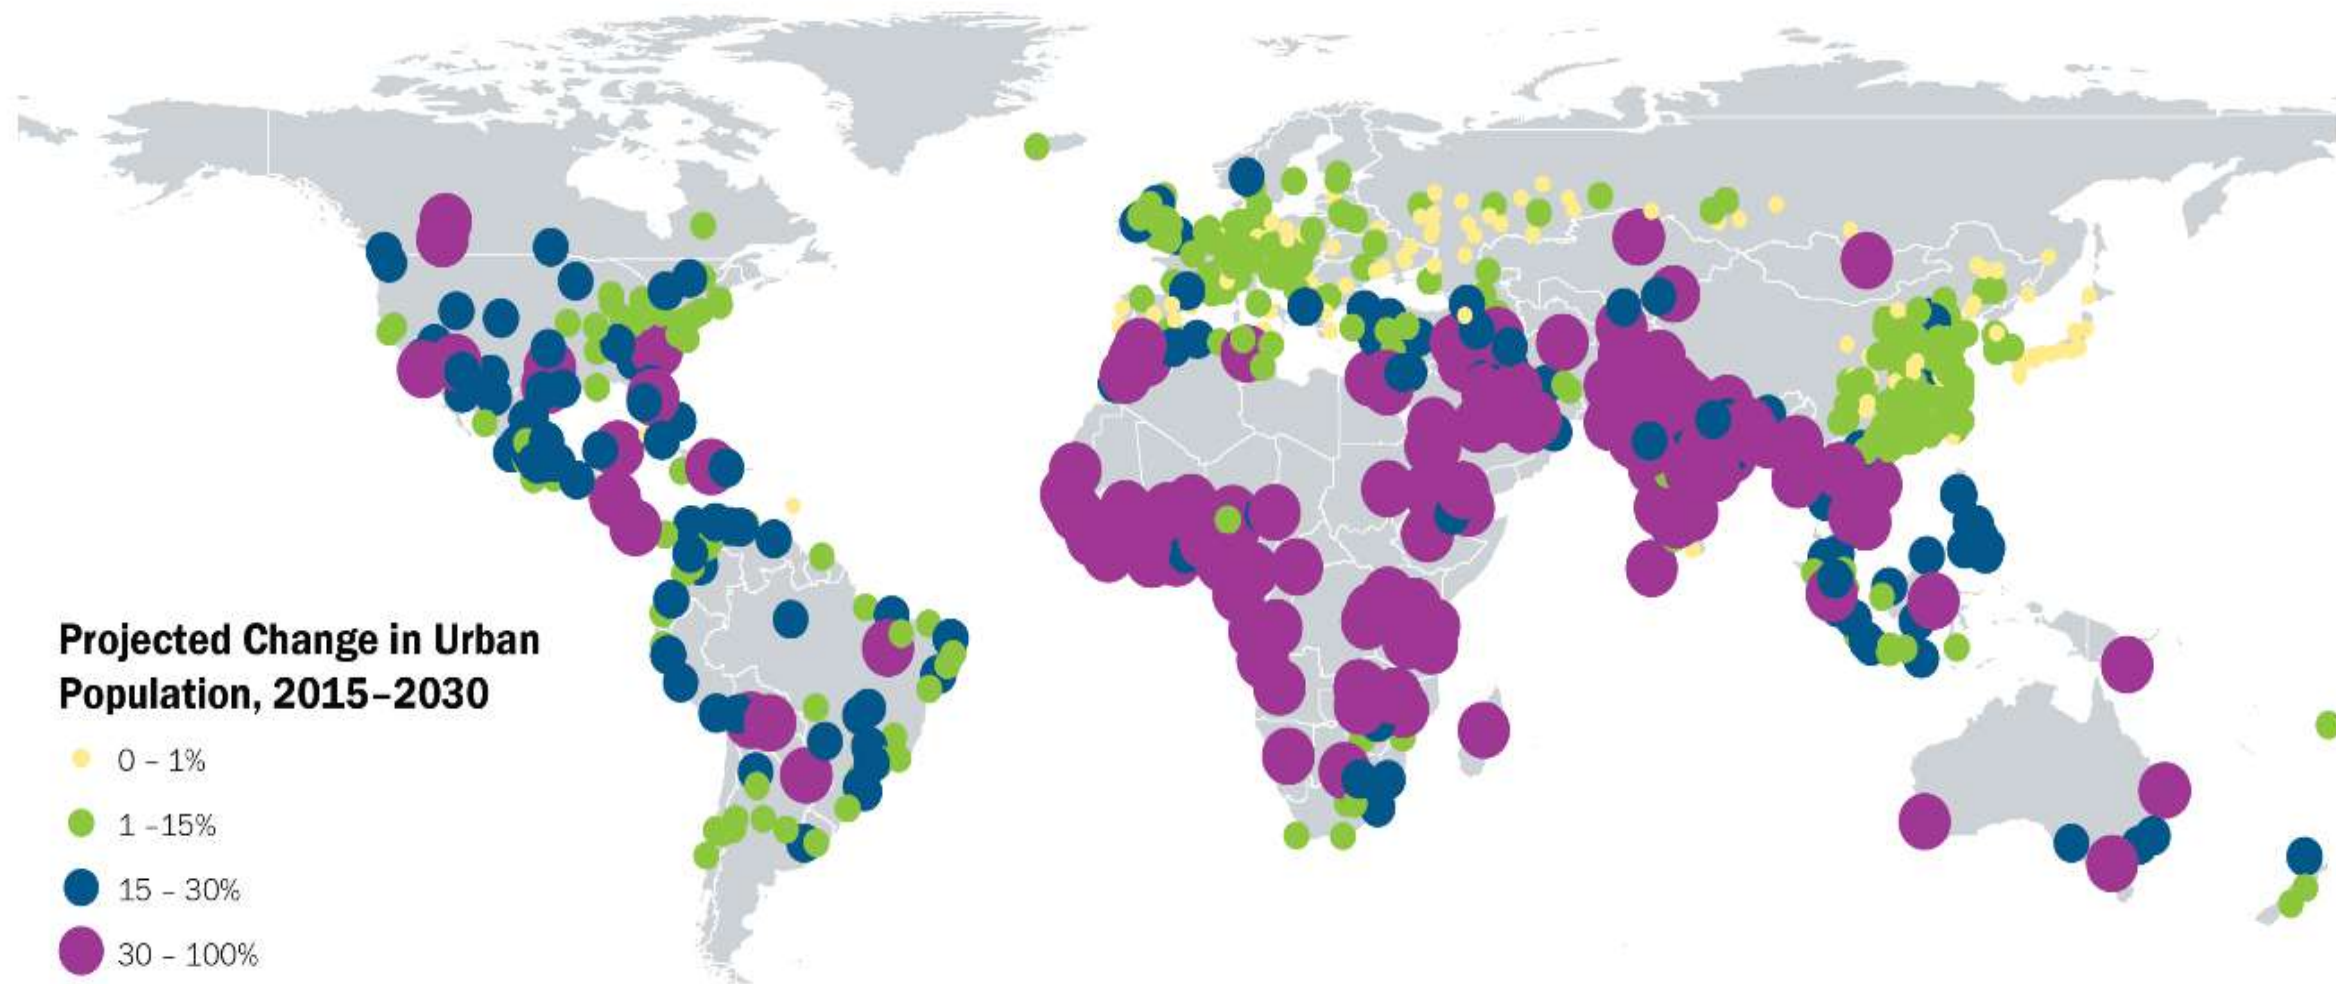 Projected Change in Urban
Population, 2015–2030
0 – 1%
1 –15%
15 – 30%
30 – 100%